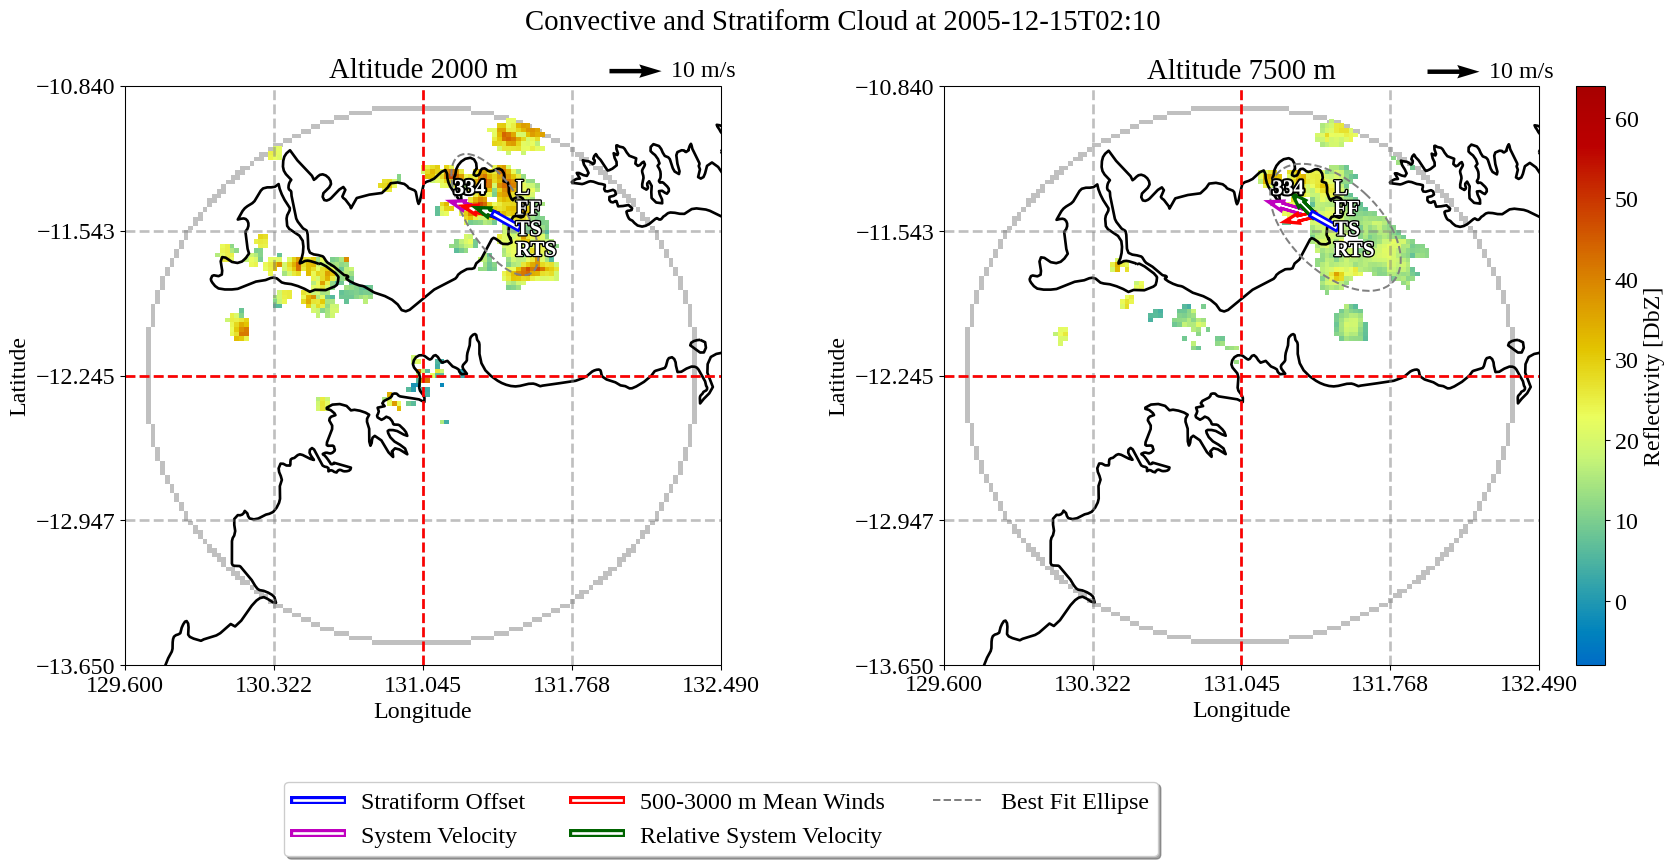 Convective and Stratiform Cloud at 2005-12-15T02:10
Altitude 2000 m
10 m/s
−10.840
−11.543
−12.245
−12.947
−13.650
Latitude
334
L
FF
TS
RTS
129.600
130.322
131.045
131.768
132.490
Longitude
Altitude 7500 m
10 m/s
−10.840
−11.543
−12.245
−12.947
−13.650
Latitude
334
L
FF
TS
RTS
129.600
130.322
131.045
131.768
132.490
Longitude
60
50
40
30
20
10
0
Reflectivity [DbZ]
Stratiform Offset
System Velocity
500-3000 m Mean Winds
Relative System Velocity
Best Fit Ellipse